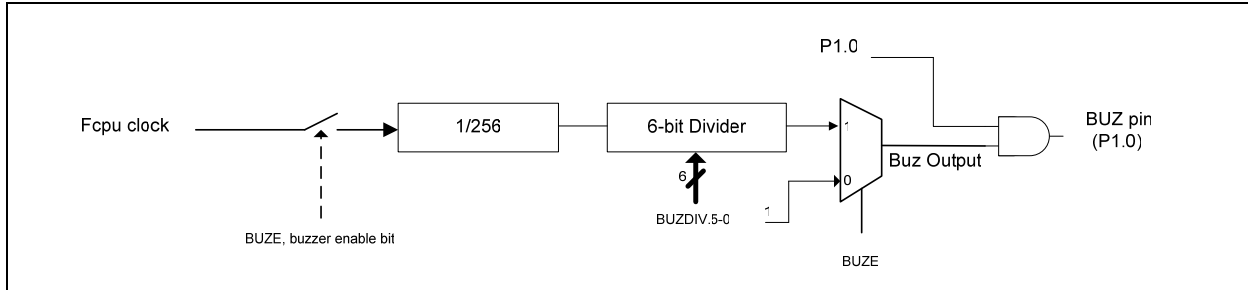 P1.0
Fcpu clock
1/256
6-bit Divider
1
Buz Output
BUZ pin
(P1.0)
6
0
BUZDIV.5-0
1
BUZE, buzzer enable bit
BUZE